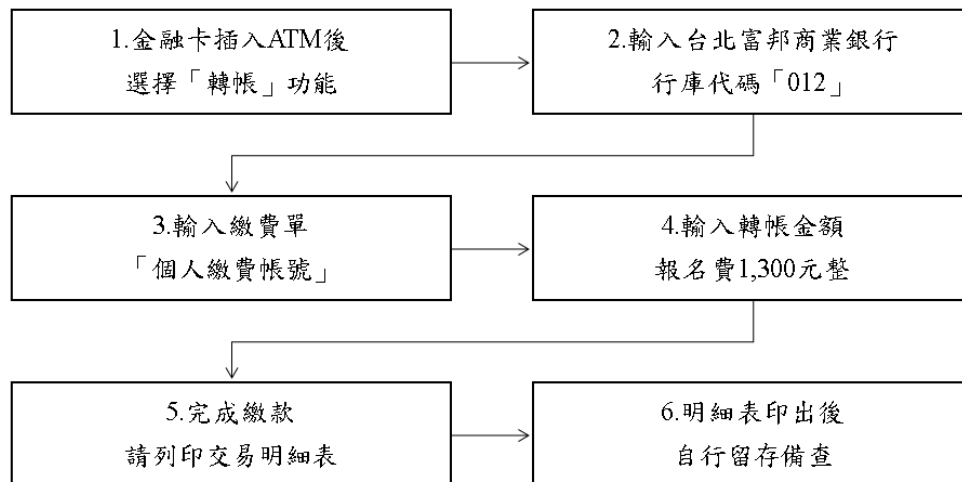 1.金融卡插入ATM後
選擇「轉帳」功能
2.輸入台北富邦商業銀行
行庫代碼「012」
3.輸入繳費單
「個人繳費帳號」
4.輸入轉帳金額
報名費1,300元整
5.完成繳款
請列印交易明細表
6.明細表印出後
自行留存備查